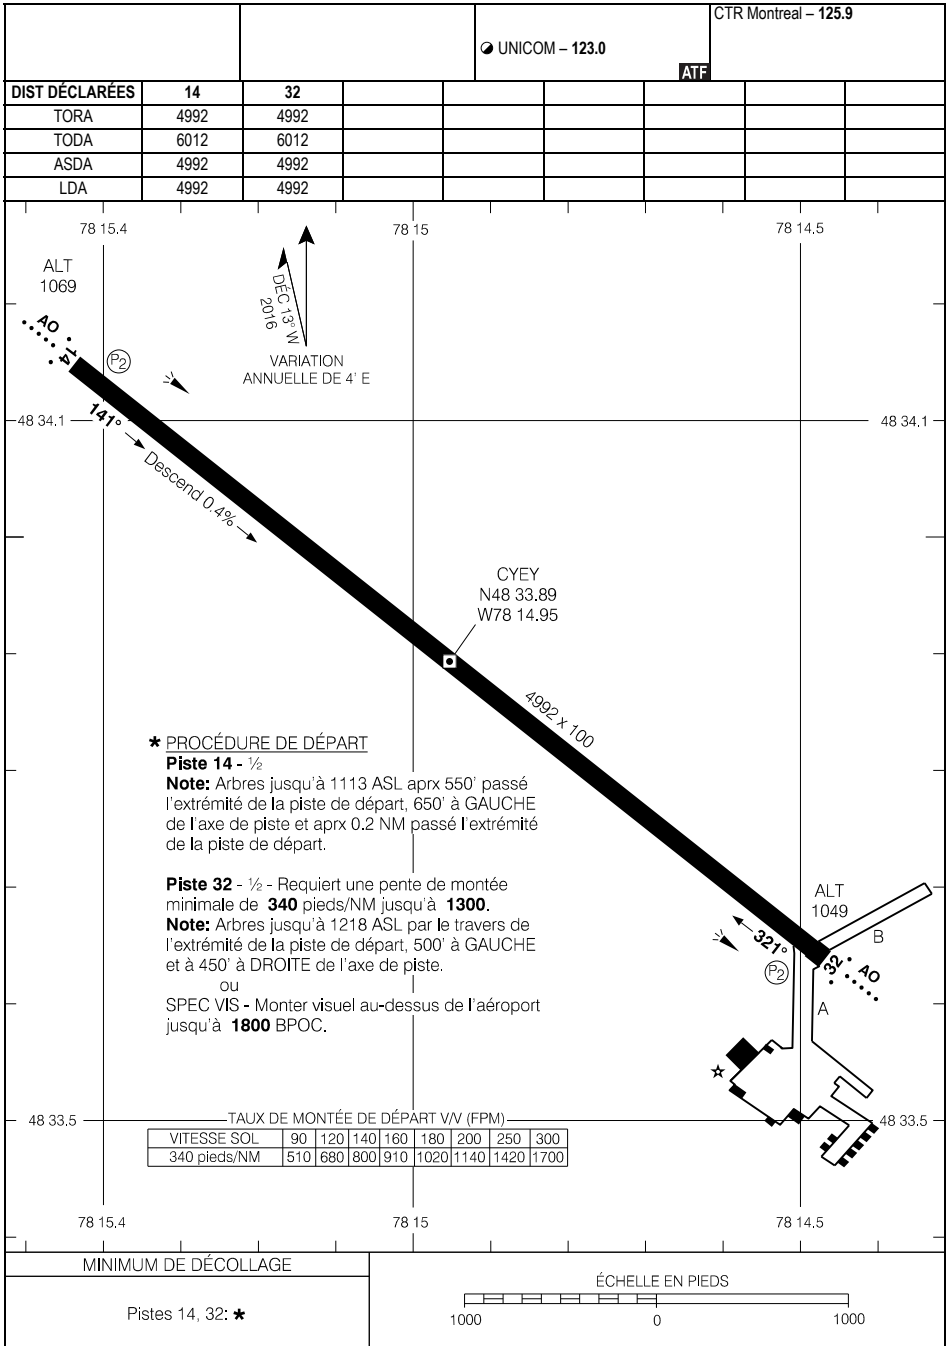 CTR Montreal – 125.9
UNICOM – 123.0
ATF
DIST DÉCLARÉES 14 32
TORA 4992 4992
TODA 6012 6012
ASDA 4992 4992
LDA 4992 4992
78 15.4 78 15 78 14.5
ALT
1069
DÉC 13° W
2016
VARIATION
ANNUELLE DE 4' E
AO
14
P2
48 34.1 48 34.1
141°
Descend 0.4%
CYEY
N48 33.89
W78 14.95
4992 x 100
* PROCÉDURE DE DÉPART
Piste 14 - ½
Note: Arbres jusqu'à 1113 ASL aprx 550' passé
l'extrémité de la piste de départ, 650' à GAUCHE
de l'axe de piste et aprx 0.2 NM passé l'extrémité
de la piste de départ.
Piste 32 - ½ - Requiert une pente de montée
minimale de 340 pieds/NM jusqu'à 1300.
Note: Arbres jusqu'à 1218 ASL par le travers de
l'extrémité de la piste de départ, 500' à GAUCHE
et à 450' à DROITE de l'axe de piste.
ou
SPEC VIS - Monter visuel au-dessus de l'aéroport
jusqu'à 1800 BPOC.
ALT
1049
B
321°
32
AO
P2
A
48 33.5 48 33.5
TAUX DE MONTÉE DE DÉPART V/V (FPM)
VITESSE SOL 90 120 140 160 180 200 250 300
340 pieds/NM 510 680 800 910 1020 1140 1420 1700
78 15.4 78 15 78 14.5
MINIMUM DE DÉCOLLAGE
Pistes 14, 32: *
ÉCHELLE EN PIEDS
1000 0 1000